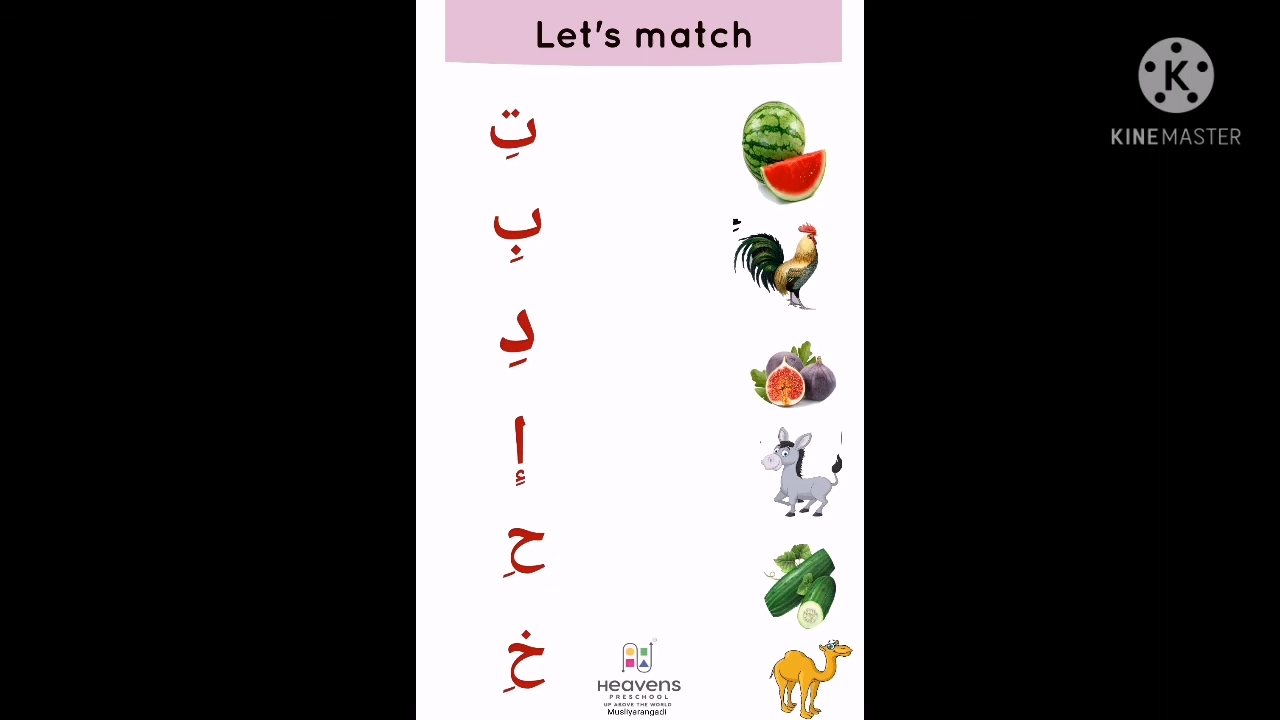 Let's match
تِ
بِ
دِ
إِ
حِ
خِ
Heavens
PRESCHOOL
UP ABOVE THE WORLD
Musliyarangadi
K
KINEMASTER